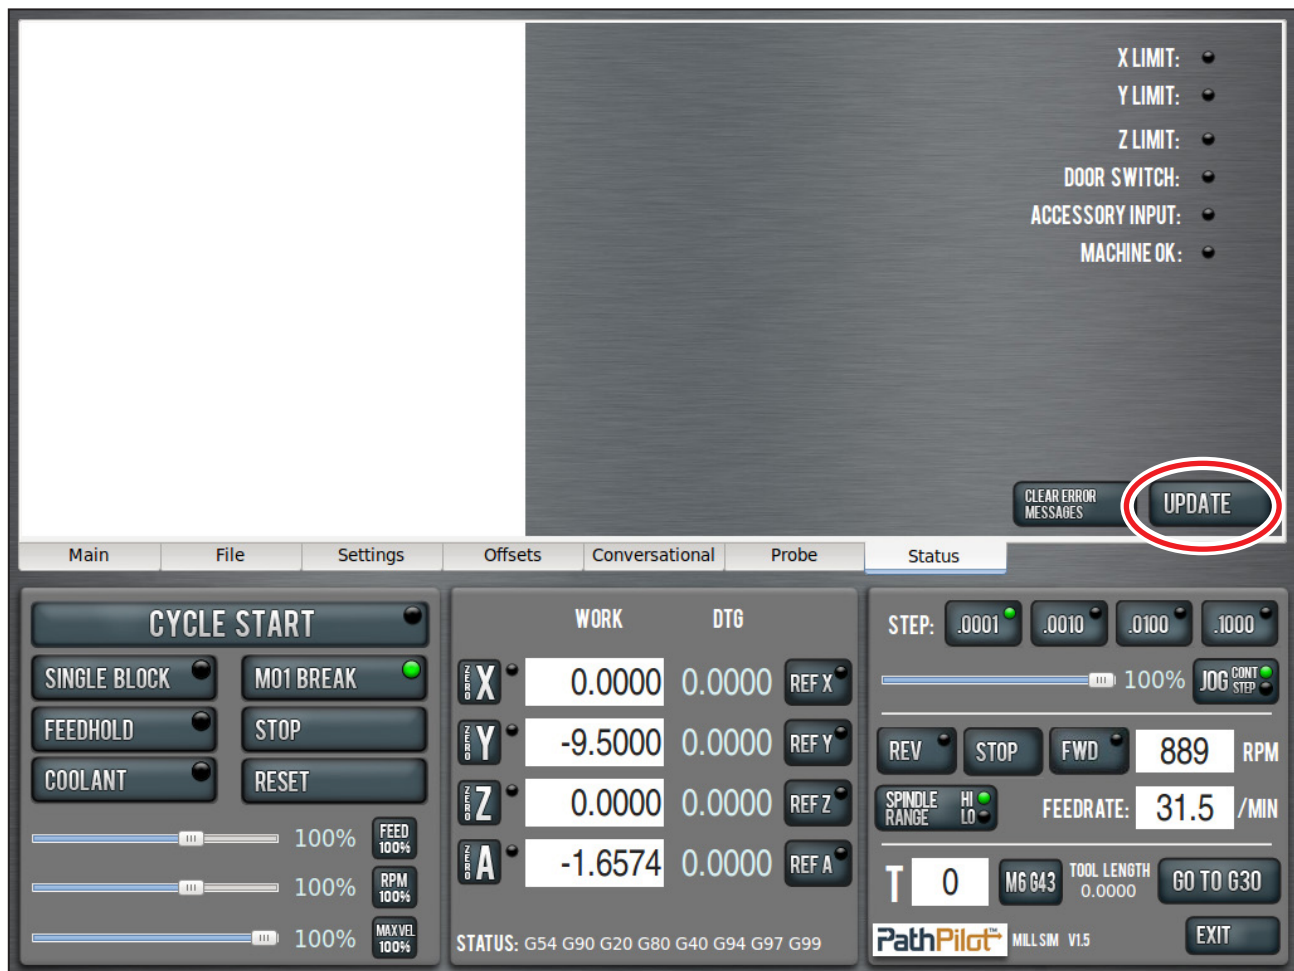 X LIMIT:
Y LIMIT:
Z LIMIT:
DOOR SWITCH:
ACCESSORY INPUT:
MACHINE OK:
CLEAR ERROR
MESSAGES
UPDATE
Main File Settings Offsets Conversational Probe Status
CYCLE START
SINGLE BLOCK M01 BREAK
FEEDHOLD STOP
COOLANT RESET
100% FEED 100%
100% RPM 100%
100% MAXVEL 100%
WORK DTG
ZERO X 0.0000 0.0000 REF X
ZERO Y -9.5000 0.0000 REF Y
ZERO Z 0.0000 0.0000 REF Z
ZERO A -1.6574 0.0000 REF A
STATUS: G54 G90 G20 G80 G40 G94 G97 G99
STEP: .0001 .0010 .0100 .1000
100% JOG CONT STEP
REV STOP FWD 889 RPM
SPINDLE RANGE HI LO FEEDRATE: 31.5 /MIN
T 0 M6 G43 TOOL LENGTH 0.0000 GO TO G30
PathPilot™ MILL SIM V1.5 EXIT